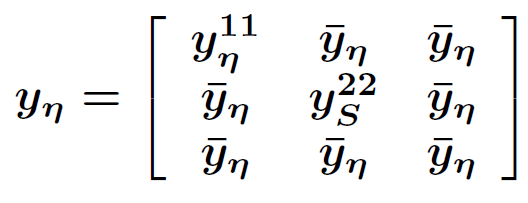 y_η = [ y_η^{11} ȳ_η ȳ_η
ȳ_η y_S^{22} ȳ_η
ȳ_η ȳ_η ȳ_η ]